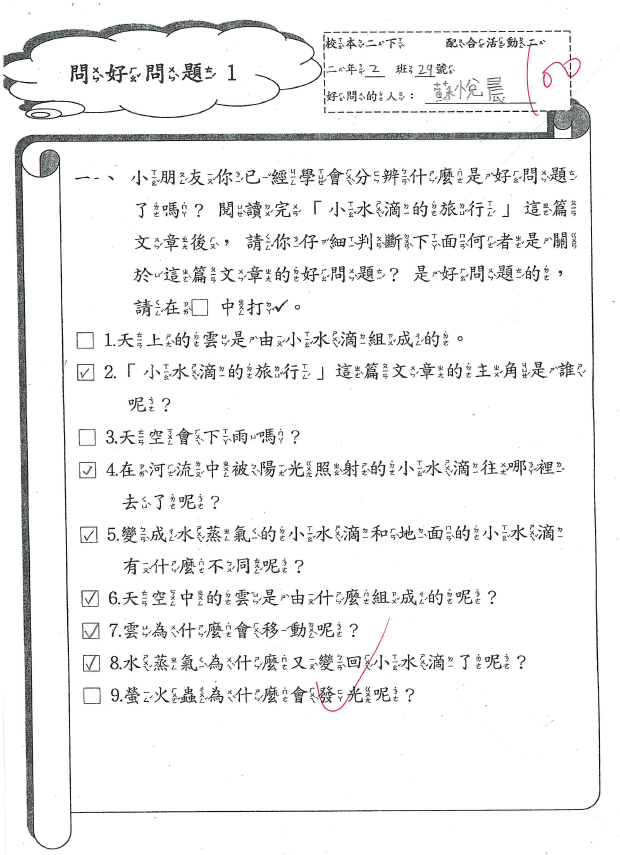 問好問題 1
校本二下 配合活動二
二年 2 班 29 號
好問的人： 蘇悅晨
100
一、 小朋友你已經學會分辨什麼是好問題
了嗎？ 閱讀完「小水滴的旅行」這篇
文章後， 請你仔細判斷下面何者是關
於這篇文章的好問題？ 是好問題的，
請在□ 中打✓。
□ 1.天上的雲是由小水滴組成的。
☑ 2.「小水滴的旅行」這篇文章的主角是誰
呢？
□ 3.天空會下雨嗎？
☑ 4.在河流中被陽光照射的小水滴往哪裡
去了呢？
☑ 5.變成水蒸氣的小水滴和地面的小水滴
有什麼不同呢？
☑ 6.天空中的雲是由什麼組成的呢？
☑ 7.雲為什麼會移動呢？
☑ 8.水蒸氣為什麼又變回小水滴了呢？
□ 9.螢火蟲為什麼會發光呢？